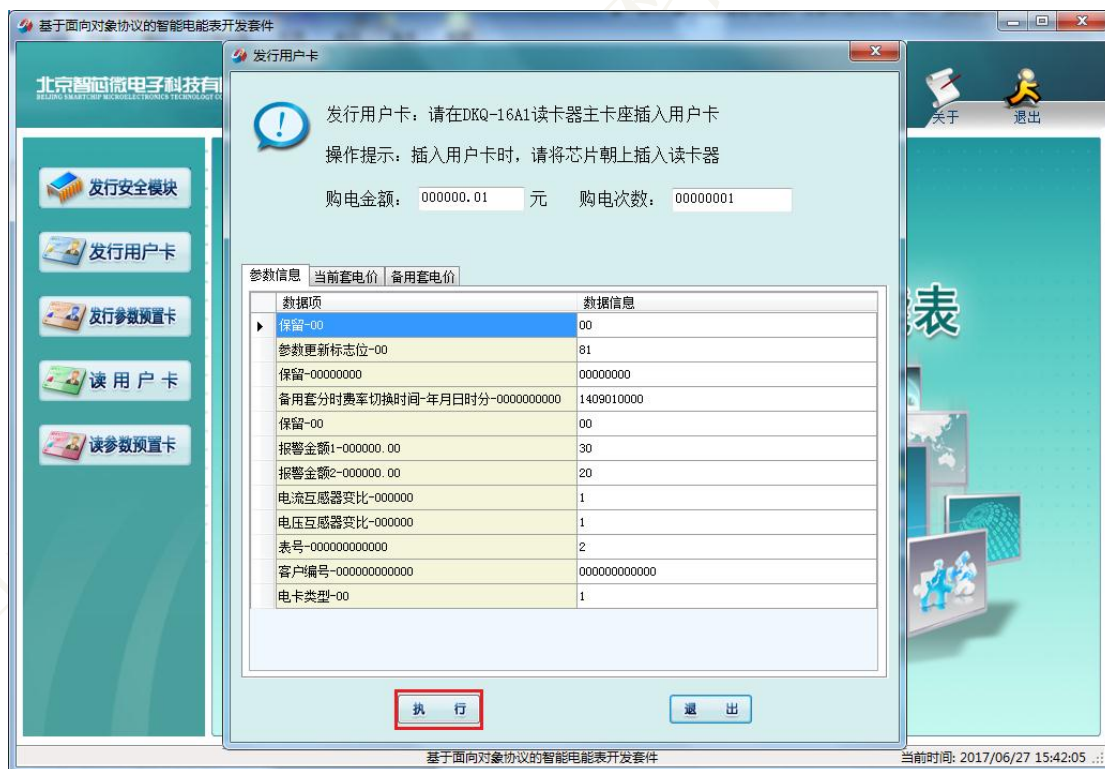 基于面向对象协议的智能电能表开发套件
北京智芯微电子科技有
关于
退出
发行安全模块
发行用户卡
发行参数预置卡
读用户卡
读参数预置卡
表
发行用户卡
发行用户卡：请在DKQ-16A1读卡器主卡座插入用户卡
操作提示：插入用户卡时，请将芯片朝上插入读卡器
购电金额： 000000.01 元 购电次数： 00000001
参数信息 当前套电价 备用套电价
数据项 数据信息
保留-00 00
参数更新标志位-00 81
保留-00000000 00000000
备用套分时费率切换时间-年月日时分-0000000000 1409010000
保留-00 00
报警金额1-000000.00 30
报警金额2-000000.00 20
电流互感器变比-000000 1
电压互感器变比-000000 1
表号-000000000000 2
客户编号-000000000000 000000000000
电卡类型-00 1
执 行
退 出
基于面向对象协议的智能电能表开发套件
当前时间: 2017/06/27 15:42:05